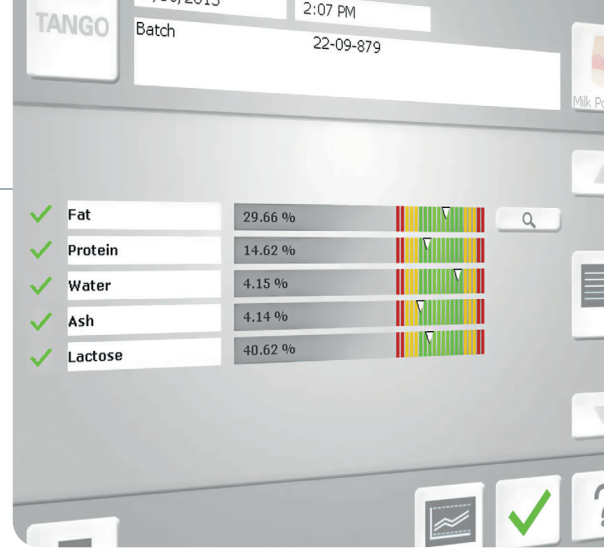 2:07 PM
TANGO
Batch
22-09-879
Fat 29.66 %
Protein 14.62 %
Water 4.15 %
Ash 4.14 %
Lactose 40.62 %
Milk